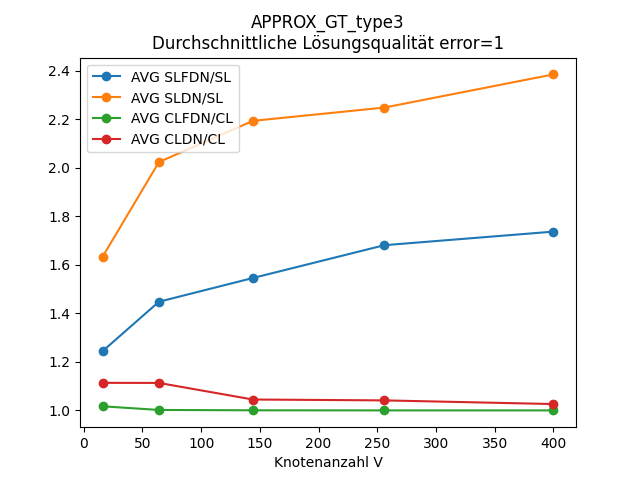 APPROX_GT_type3
Durchschnittliche Lösungsqualität error=1
AVG SLFDN/SL
AVG SLDN/SL
AVG CLFDN/CL
AVG CLDN/CL
2.4
2.2
2.0
1.8
1.6
1.4
1.2
1.0
0 50 100 150 200 250 300 350 400
Knotenanzahl V